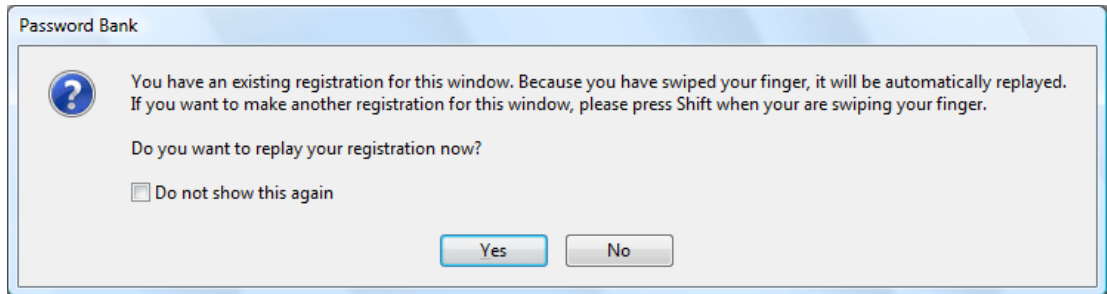 Password Bank
You have an existing registration for this window. Because you have swiped your finger, it will be automatically replayed.
If you want to make another registration for this window, please press Shift when your are swiping your finger.
Do you want to replay your registration now?
Do not show this again
Yes
No